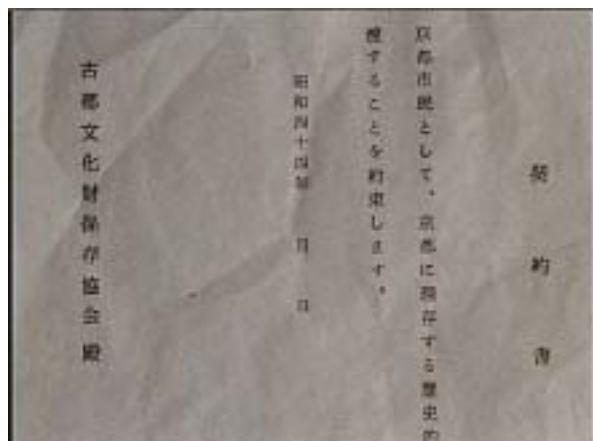 契約書
京都市民として、京都に現存する歴史的
することを約束します。
昭和四十四年　月　日
古都文化財保存協会殿